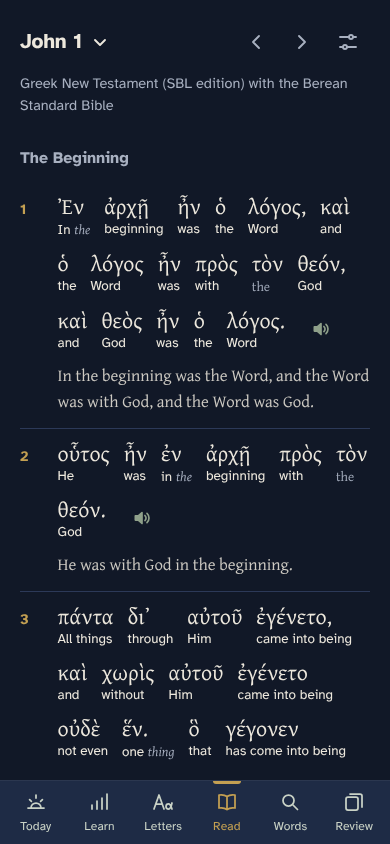 John 1
Greek New Testament (SBL edition) with the Berean
Standard Bible
The Beginning
1 Ἐν ἀρχῇ ἦν ὁ λόγος, καὶ
In the beginning was the Word and
ὁ λόγος ἦν πρὸς τὸν θεόν,
the Word was with the God
καὶ θεὸς ἦν ὁ λόγος.
and God was the Word
In the beginning was the Word, and the Word
was with God, and the Word was God.
2 οὗτος ἦν ἐν ἀρχῇ πρὸς τὸν
He was in the beginning with the
θεόν.
God
He was with God in the beginning.
3 πάντα δι’ αὐτοῦ ἐγένετο,
All things through Him came into being
καὶ χωρὶς αὐτοῦ ἐγένετο
and without Him came into being
οὐδὲ ἕν. ὃ γέγονεν
not even one thing that has come into being
Aα
Today Learn Letters Read Words Review